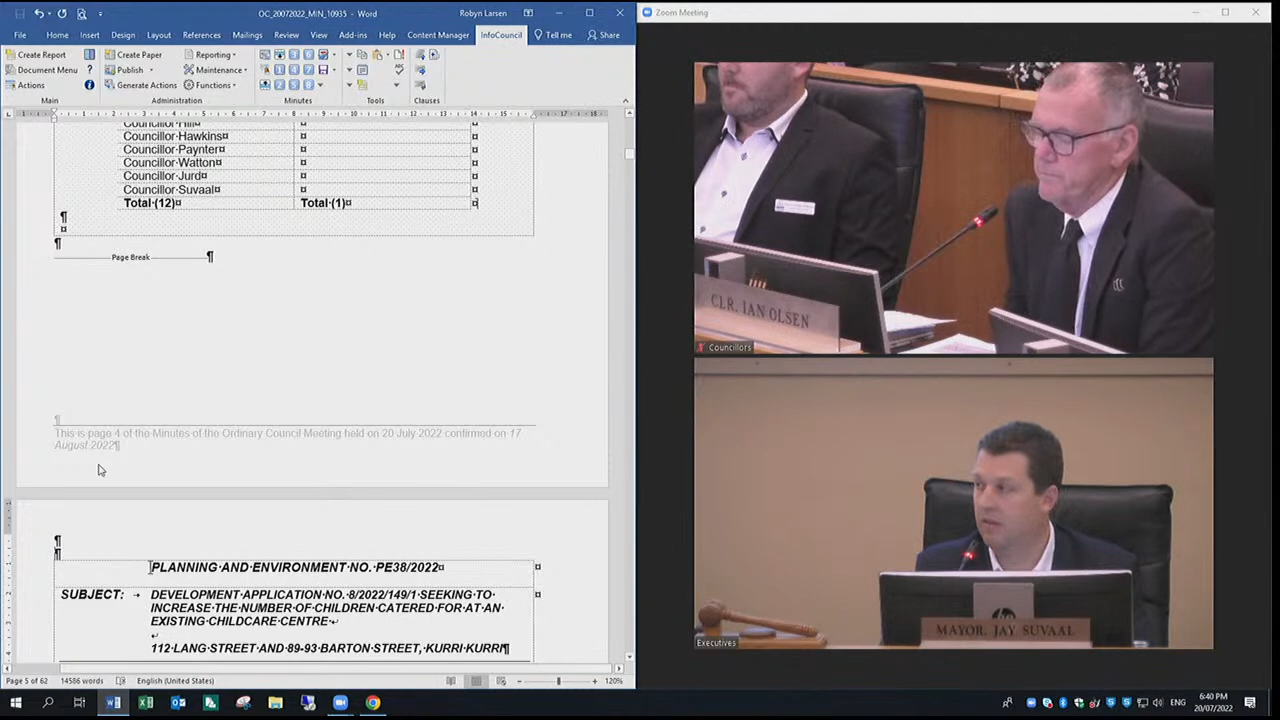 OC_20072022_MIN_10935 - Word
Robyn Larsen
Zoom Meeting
File Home Insert Design Layout References Mailings Review View Add-ins Help Content Manager InfoCouncil Tell me Share
Create Report Create Paper Reporting
Document Menu ? Publish Maintenance
Actions Generate Actions Functions
Main Administration Minutes Tools Clauses
Councillor Hill
Councillor Hawkins
Councillor Paynter
Councillor Watton
Councillor Jurd
Councillor Suvaal
Total (12) Total (1)
Page Break
This is page 4 of the Minutes of the Ordinary Council Meeting held on 20 July 2022 confirmed on 17
August 2022
PLANNING AND ENVIRONMENT NO. PE38/2022
SUBJECT: DEVELOPMENT APPLICATION NO. 8/2022/149/1 SEEKING TO
INCREASE THE NUMBER OF CHILDREN CATERED FOR AT AN
EXISTING CHILDCARE CENTRE
112 LANG STREET AND 89-93 BARTON STREET, KURRI KURRI
Page 5 of 62 14586 words English (United States) 120%
CLR. IAN OLSEN
Councillors
MAYOR. JAY SUVAAL
Executives
ENG
6:40 PM
20/07/2022